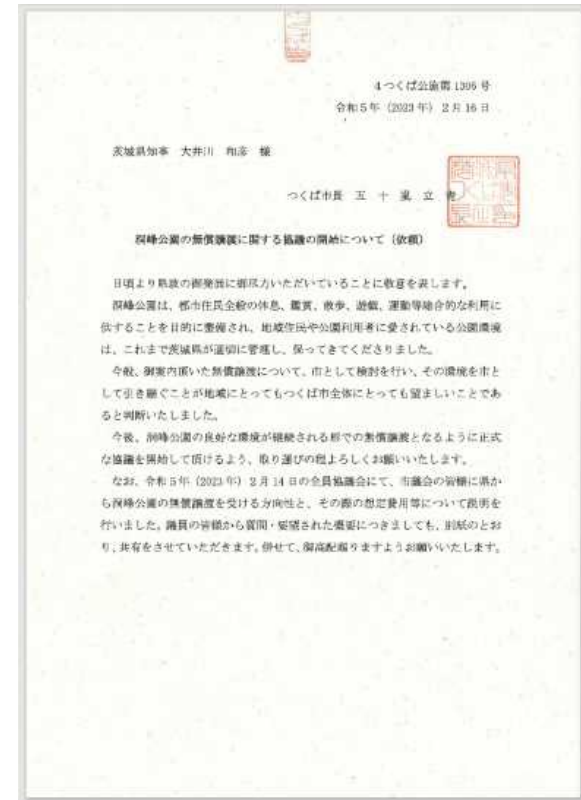 4つくば公施第1306号
令和5年(2023年)2月16日
茨城県知事 大井川 和彦 様
つくば市長 五 十 嵐 立 青
洞峰公園の無償譲渡に関する協議の開始について(依頼)
日頃より県政の御発展に御尽力いただいていることに敬意を表します。
洞峰公園は、都市住民全般の休息、鑑賞、散歩、遊戯、運動等総合的な利用に
供することを目的に整備され、地域住民や公園利用者に愛されている公園環境
は、これまで茨城県が適切に管理し、保ってきてくださりました。
今般、御案内頂いた無償譲渡について、市として検討を行い、その環境を市と
して引き継ぐことが地域にとってもつくば市全体にとっても望ましいことであ
ると判断いたしました。
今後、洞峰公園の良好な環境が継続される形での無償譲渡となるように正式
な協議を開始して頂けるよう、取り運びの程よろしくお願いいたします。
なお、令和5年(2023年)2月14日の全員協議会にて、市議会の皆様に県か
ら洞峰公園の無償譲渡を受ける方向性と、その際の想定費用等について説明を
行いました。議員の皆様から質問・要望された概要につきましても、別紙のとお
り、共有をさせていただきます。併せて、御高配賜りますようお願いいたします。